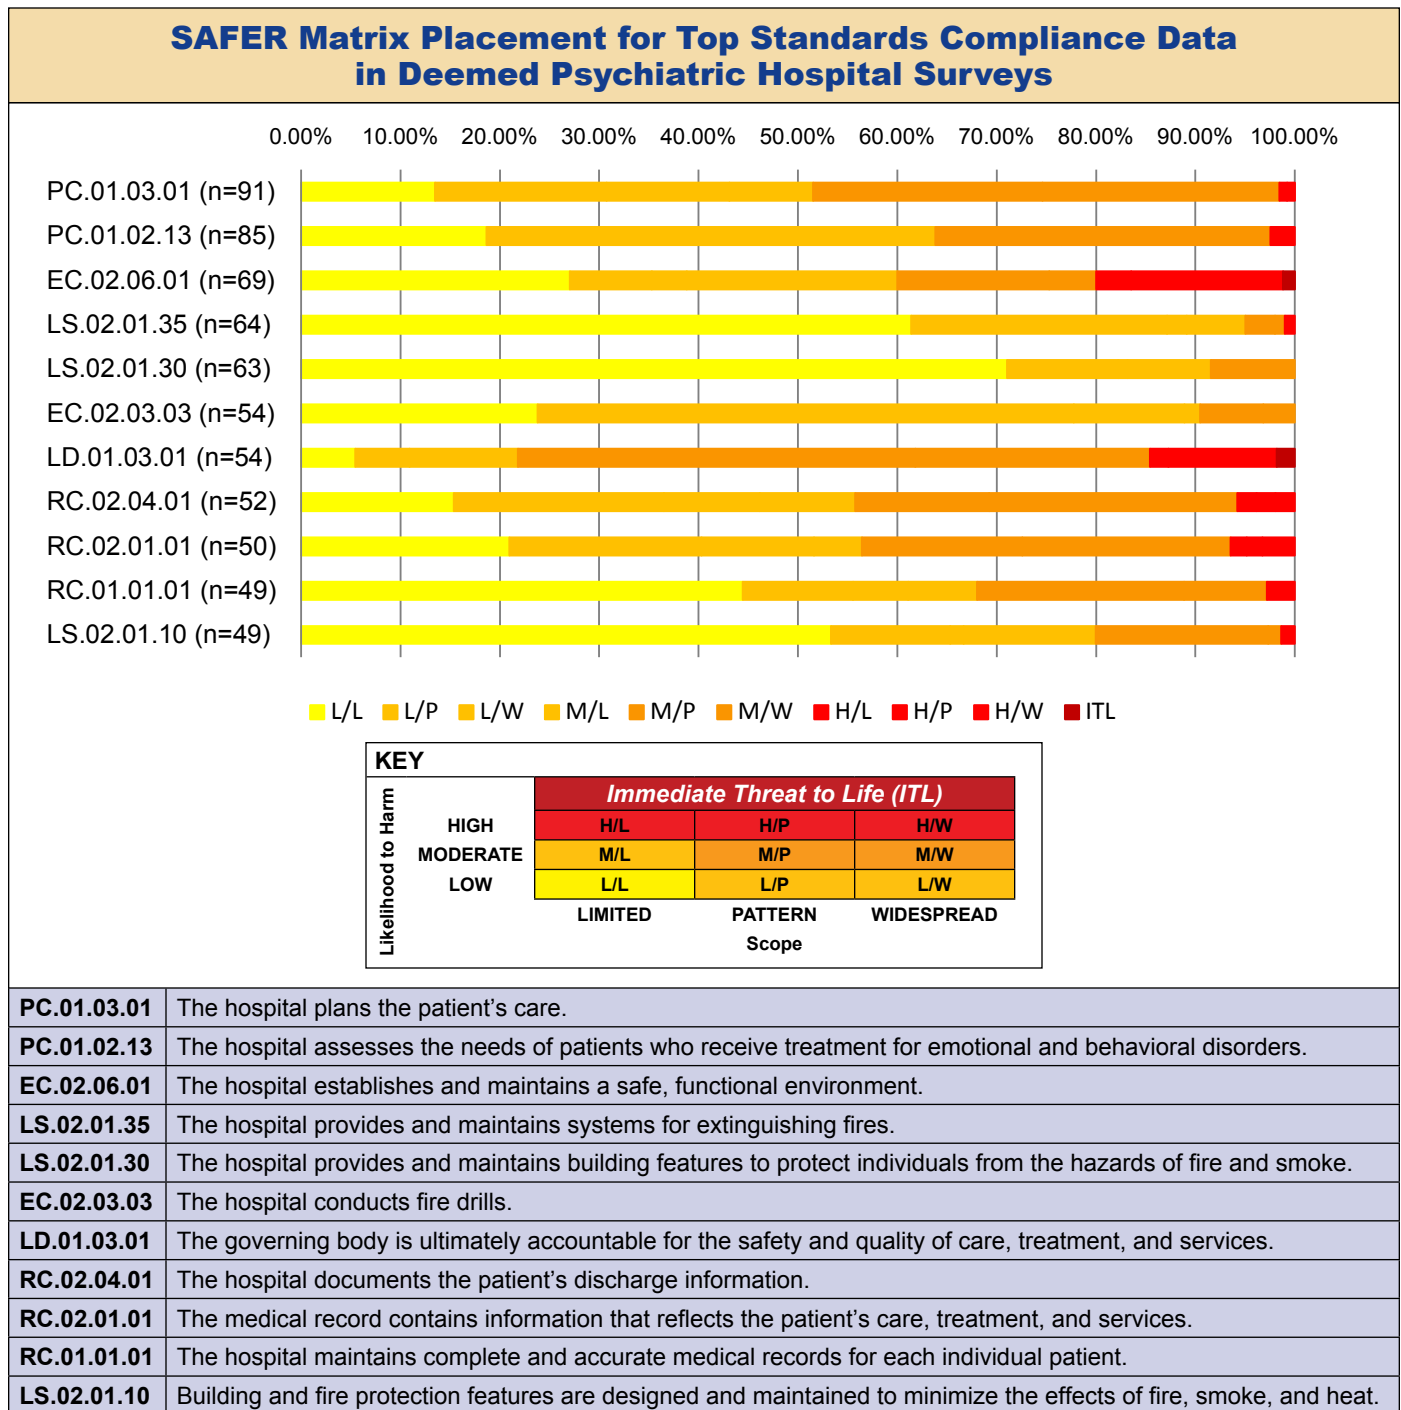 SAFER Matrix Placement for Top Standards Compliance Data
in Deemed Psychiatric Hospital Surveys
0.00% 10.00% 20.00% 30.00% 40.00% 50.00% 60.00% 70.00% 80.00% 90.00% 100.00%
PC.01.03.01 (n=91)
PC.01.02.13 (n=85)
EC.02.06.01 (n=69)
LS.02.01.35 (n=64)
LS.02.01.30 (n=63)
EC.02.03.03 (n=54)
LD.01.03.01 (n=54)
RC.02.04.01 (n=52)
RC.02.01.01 (n=50)
RC.01.01.01 (n=49)
LS.02.01.10 (n=49)
L/L L/P L/W M/L M/P M/W H/L H/P H/W ITL
KEY
Likelihood to Harm
Immediate Threat to Life (ITL)
HIGH H/L H/P H/W
MODERATE M/L M/P M/W
LOW L/L L/P L/W
LIMITED PATTERN WIDESPREAD
Scope
PC.01.03.01 The hospital plans the patient’s care.
PC.01.02.13 The hospital assesses the needs of patients who receive treatment for emotional and behavioral disorders.
EC.02.06.01 The hospital establishes and maintains a safe, functional environment.
LS.02.01.35 The hospital provides and maintains systems for extinguishing fires.
LS.02.01.30 The hospital provides and maintains building features to protect individuals from the hazards of fire and smoke.
EC.02.03.03 The hospital conducts fire drills.
LD.01.03.01 The governing body is ultimately accountable for the safety and quality of care, treatment, and services.
RC.02.04.01 The hospital documents the patient’s discharge information.
RC.02.01.01 The medical record contains information that reflects the patient’s care, treatment, and services.
RC.01.01.01 The hospital maintains complete and accurate medical records for each individual patient.
LS.02.01.10 Building and fire protection features are designed and maintained to minimize the effects of fire, smoke, and heat.